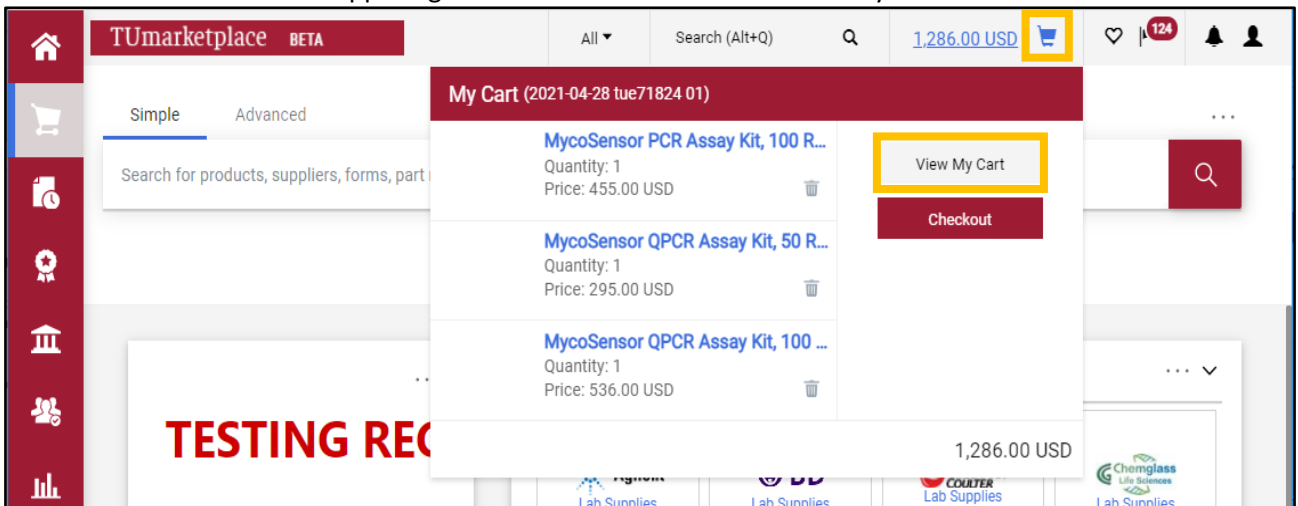 TUmarketplace BETA
All
Search (Alt+Q)
1,286.00 USD
124
Simple
Advanced
Search for products, suppliers, forms, part
My Cart (2021-04-28 tue71824 01)
MycoSensor PCR Assay Kit, 100 R...
Quantity: 1
Price: 455.00 USD
MycoSensor QPCR Assay Kit, 50 R...
Quantity: 1
Price: 295.00 USD
MycoSensor QPCR Assay Kit, 100 ...
Quantity: 1
Price: 536.00 USD
View My Cart
Checkout
1,286.00 USD
TESTING
COULTER
Chemglass
Life Sciences
Lab Supplies
Lab Supplies
Lab Supplies
Lab Supplies